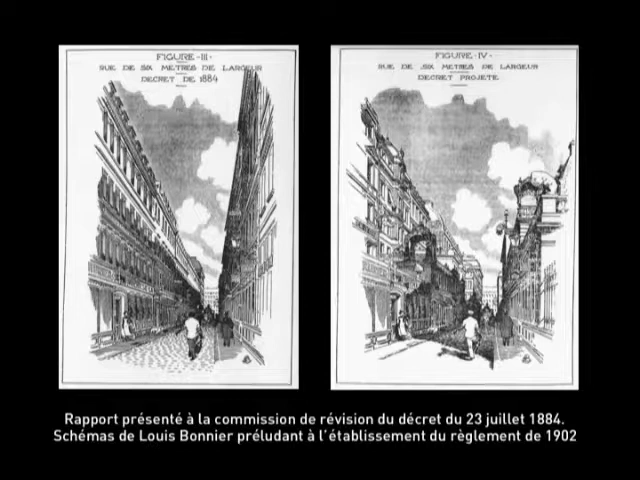 FIGURE - III -
RUE DE SIX METRES DE LARGEUR
DECRET DE 1884
FIGURE - IV -
RUE DE SIX METRES DE LARGEUR
DECRET PROJETE
Rapport présenté à la commission de révision du décret du 23 juillet 1884.
Schémas de Louis Bonnier préludant à l'établissement du règlement de 1902